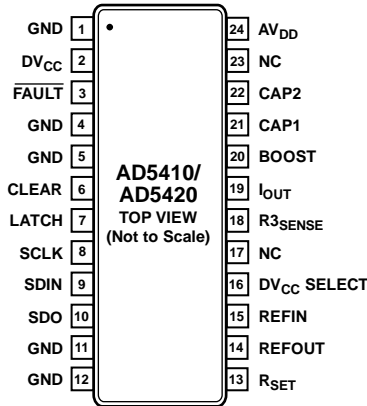 GND 1
DVCC 2
FAULT 3
GND 4
GND 5
CLEAR 6
LATCH 7
SCLK 8
SDIN 9
SDO 10
GND 11
GND 12
AD5410/
AD5420
TOP VIEW
(Not to Scale)
24 AVDD
23 NC
22 CAP2
21 CAP1
20 BOOST
19 IOUT
18 R3SENSE
17 NC
16 DVCC SELECT
15 REFIN
14 REFOUT
13 RSET